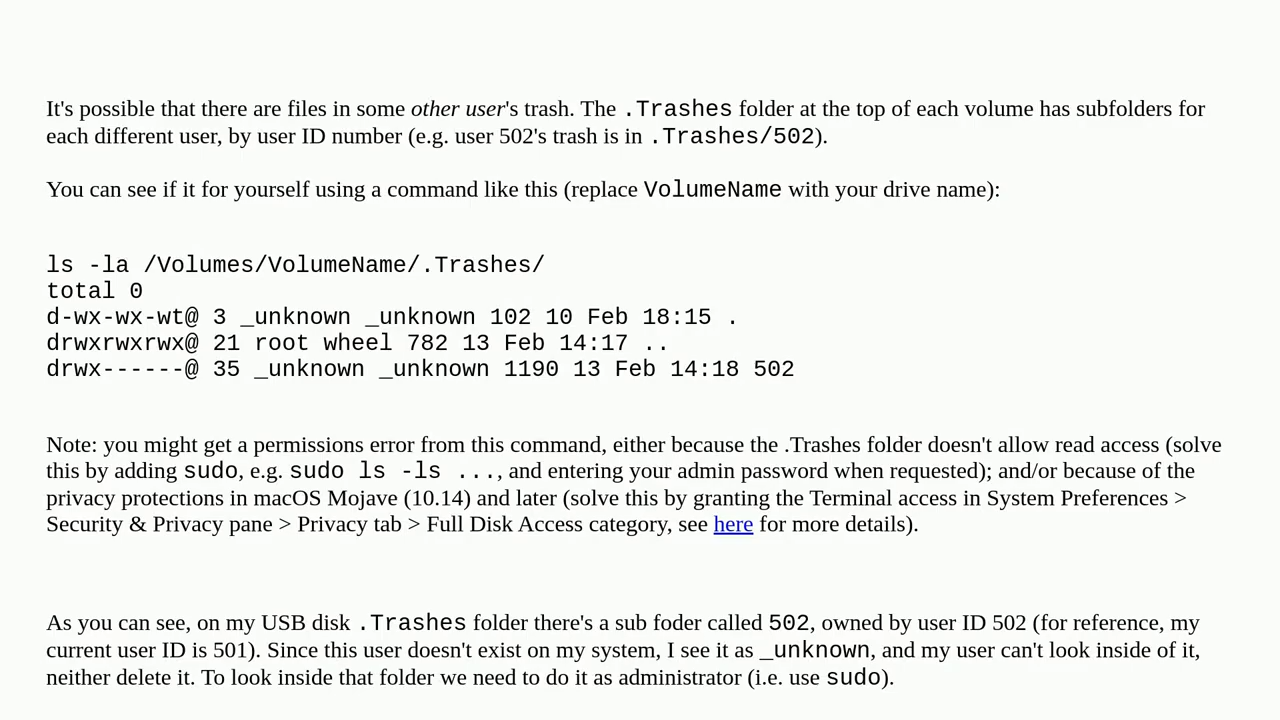 It's possible that there are files in some other user's trash. The .Trashes folder at the top of each volume has subfolders for
each different user, by user ID number (e.g. user 502's trash is in .Trashes/502).
You can see if it for yourself using a command like this (replace VolumeName with your drive name):
ls -la /Volumes/VolumeName/.Trashes/
total 0
d-wx-wx-wt@ 3 _unknown _unknown 102 10 Feb 18:15 .
drwxrwxrwx@ 21 root wheel 782 13 Feb 14:17 ..
drwx------@ 35 _unknown _unknown 1190 13 Feb 14:18 502
Note: you might get a permissions error from this command, either because the .Trashes folder doesn't allow read access (solve
this by adding sudo, e.g. sudo ls -ls ..., and entering your admin password when requested); and/or because of the
privacy protections in macOS Mojave (10.14) and later (solve this by granting the Terminal access in System Preferences >
Security & Privacy pane > Privacy tab > Full Disk Access category, see here for more details).
As you can see, on my USB disk .Trashes folder there's a sub foder called 502, owned by user ID 502 (for reference, my
current user ID is 501). Since this user doesn't exist on my system, I see it as _unknown, and my user can't look inside of it,
neither delete it. To look inside that folder we need to do it as administrator (i.e. use sudo).